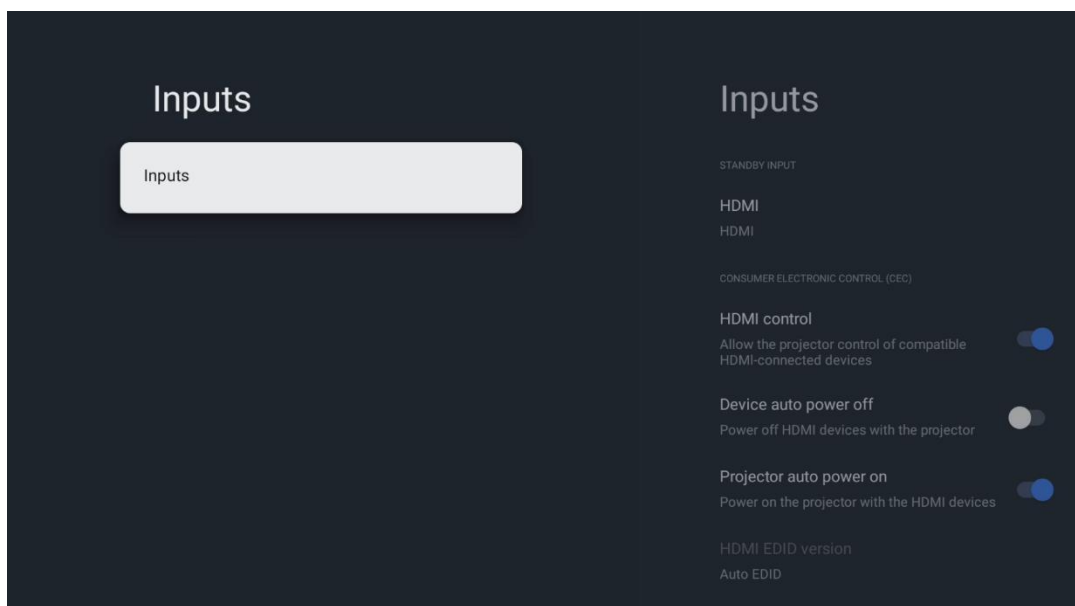 Inputs
Inputs
Inputs
STANDBY INPUT
HDMI
HDMI
CONSUMER ELECTRONIC CONTROL (CEC)
HDMI control
Allow the projector control of compatible
HDMI-connected devices
Device auto power off
Power off HDMI devices with the projector
Projector auto power on
Power on the projector with the HDMI devices
HDMI EDID version
Auto EDID